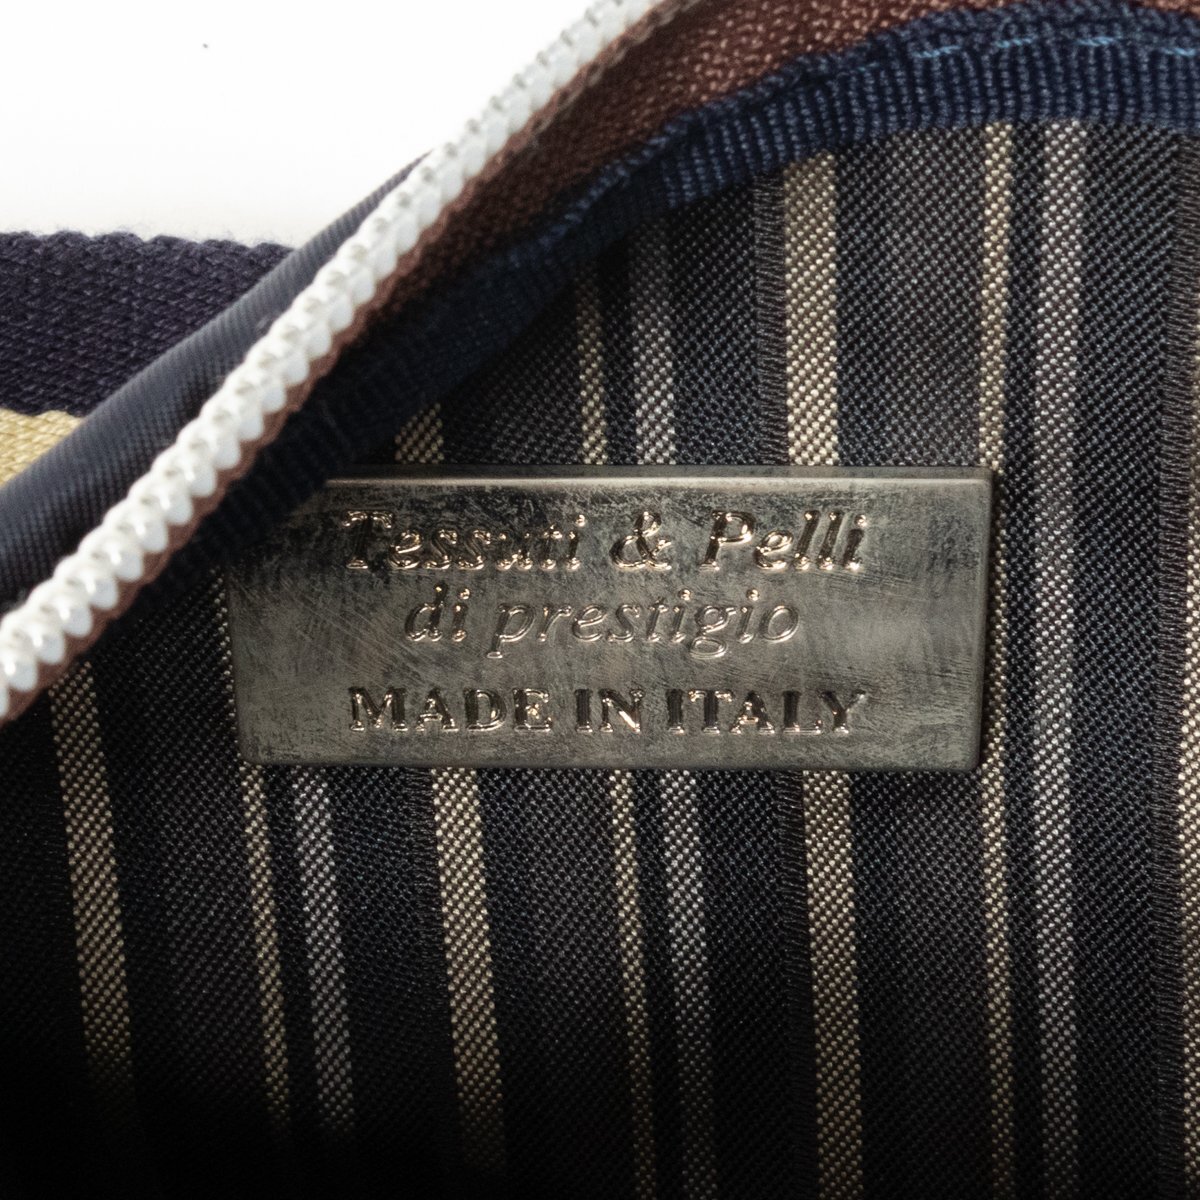 Tessuti & Pelli
di prestigio
MADE IN ITALY